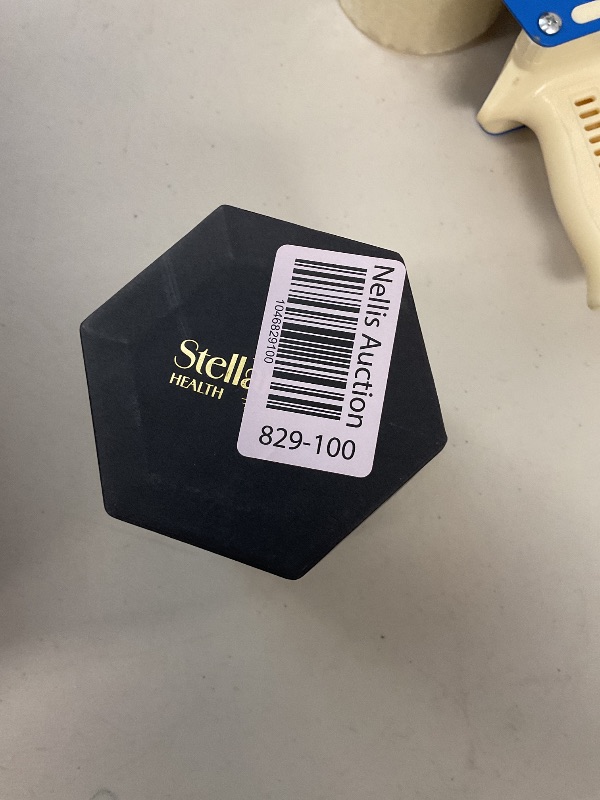 Stella
HEALTH
Nellis Auction
1046829100
829-100